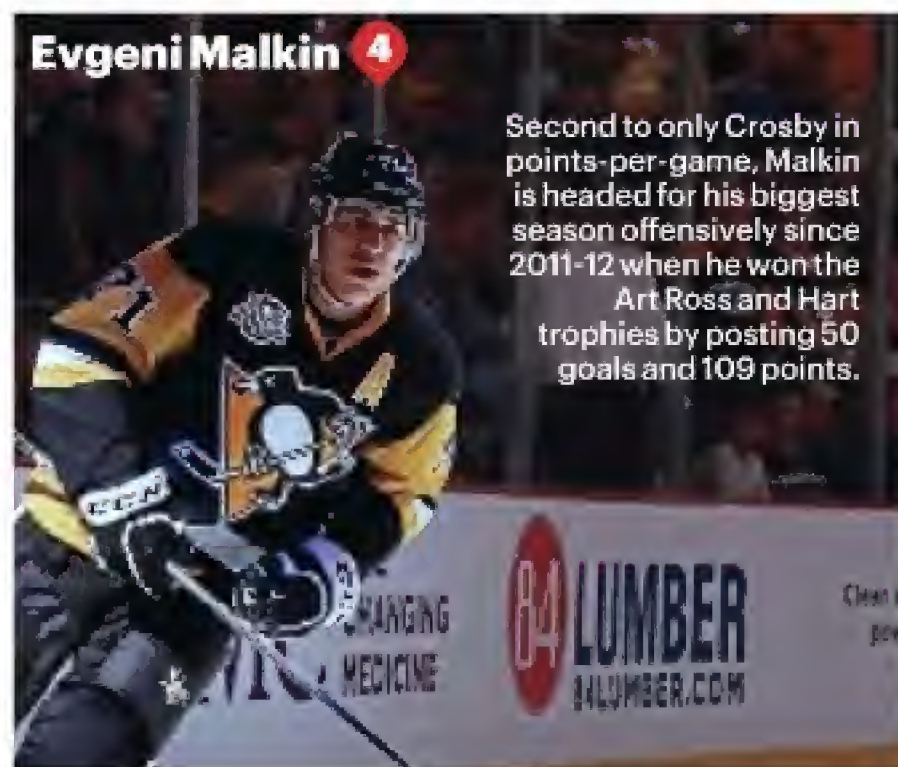 Evgeni Malkin 4
Second to only Crosby in
points-per-game, Malkin
is headed for his biggest
season offensively since
2011-12 when he won the
Art Ross and Hart
trophies by posting 50
goals and 109 points.
71
A
CCM
CHANGING
MEDICINE
84 LUMBER
84LUMBER.COM
Clean